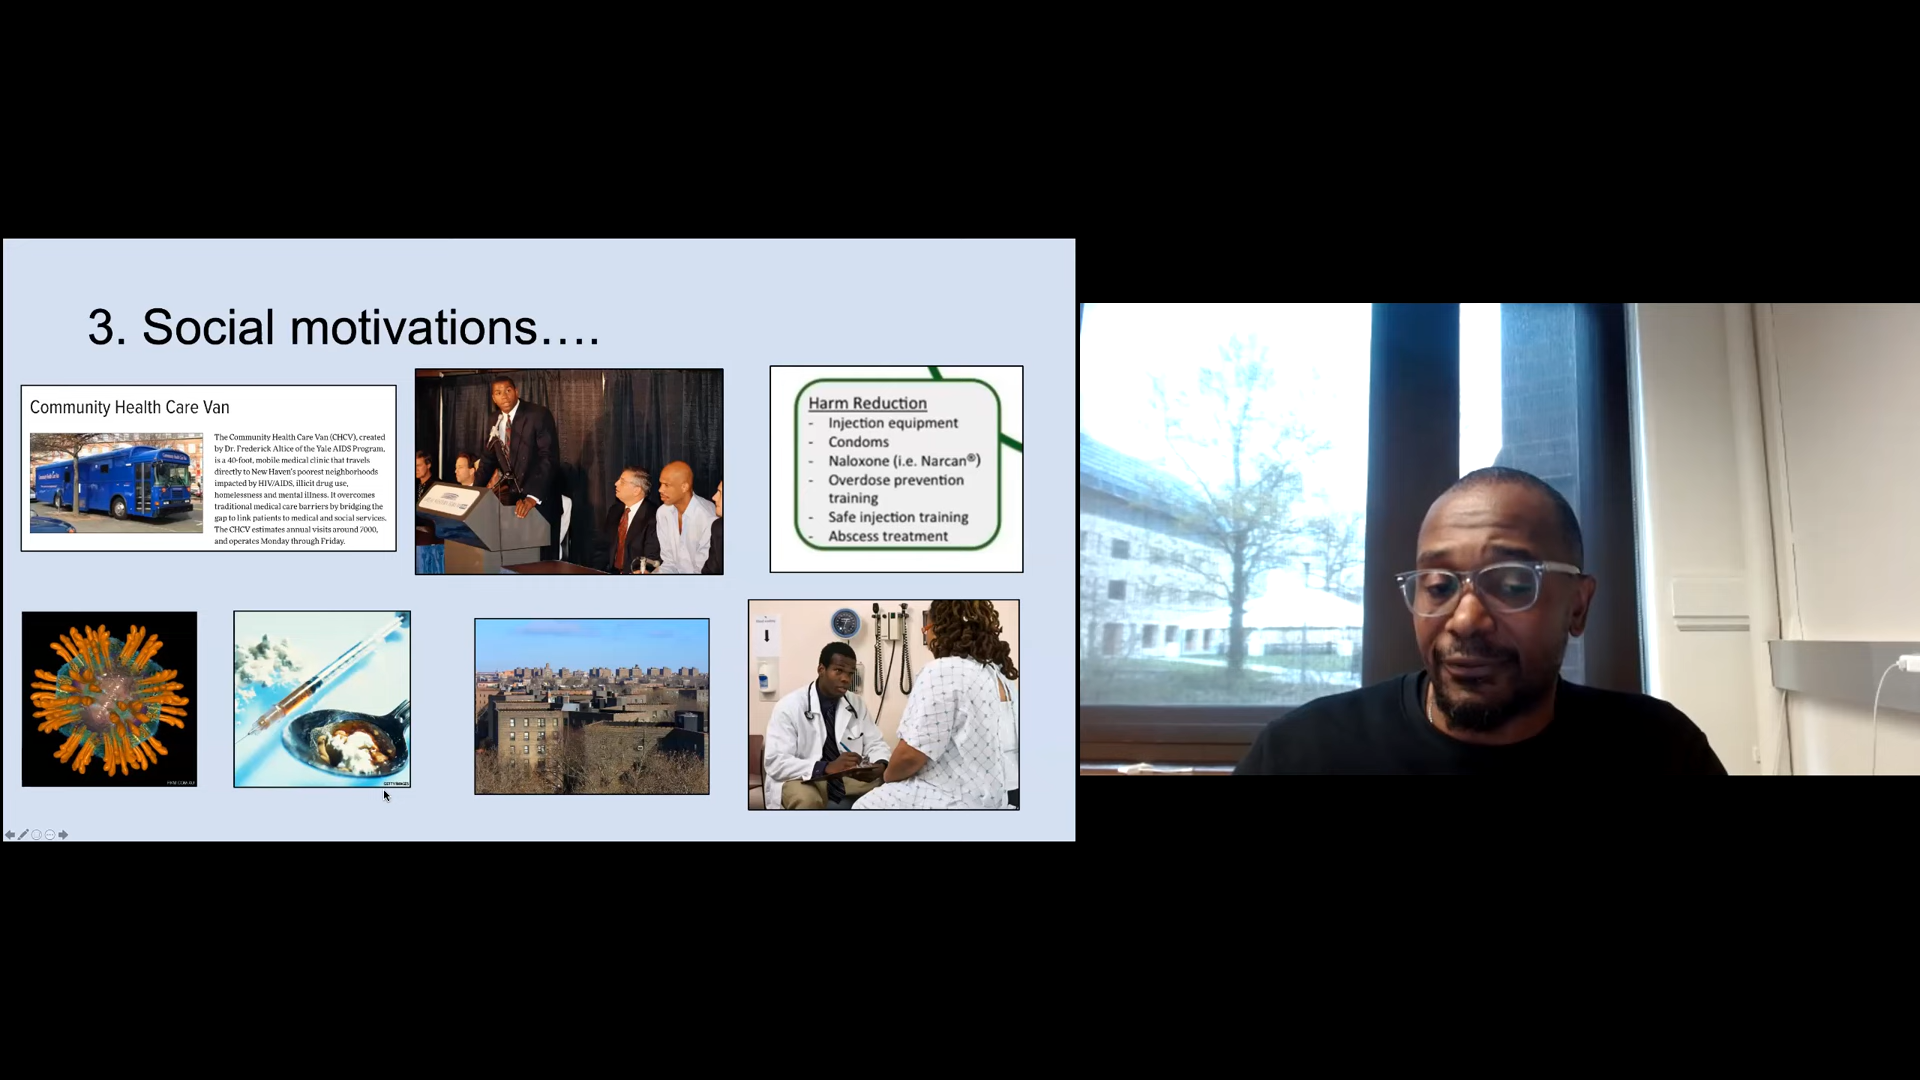 3. Social motivations….
Community Health Care Van
The Community Health Care Van (CHCV), created
by Dr. Frederick Altice of the Yale AIDS Program,
is a 40-foot, mobile medical clinic that travels
directly to New Haven's poorest neighborhoods
impacted by HIV/AIDS, illicit drug use,
homelessness and mental illness. It overcomes
traditional medical care barriers by bridging the
gap to link patients to medical and social services.
The CHCV estimates annual visits around 7000,
and operates Monday through Friday.
Harm Reduction
- Injection equipment
- Condoms
- Naloxone (i.e. Narcan®)
- Overdose prevention
training
- Safe injection training
- Abscess treatment